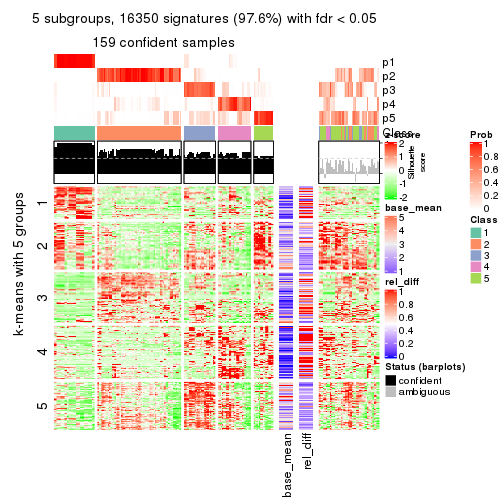 5 subgroups, 16350 signatures (97.6%) with fdr < 0.05
159 confident samples
p1
p2
p3
p4
p5
Class
Silhouette
score
k-means with 5 groups
1
2
3
4
5
base_mean
rel_diff
z-score
2
1
0
-1
-2
base_mean
5
4
3
2
1
rel_diff
1
0.8
0.6
0.4
0.2
0
Status (barplots)
confident
ambiguous
Prob
1
0.8
0.6
0.4
0.2
0
Class
1
2
3
4
5